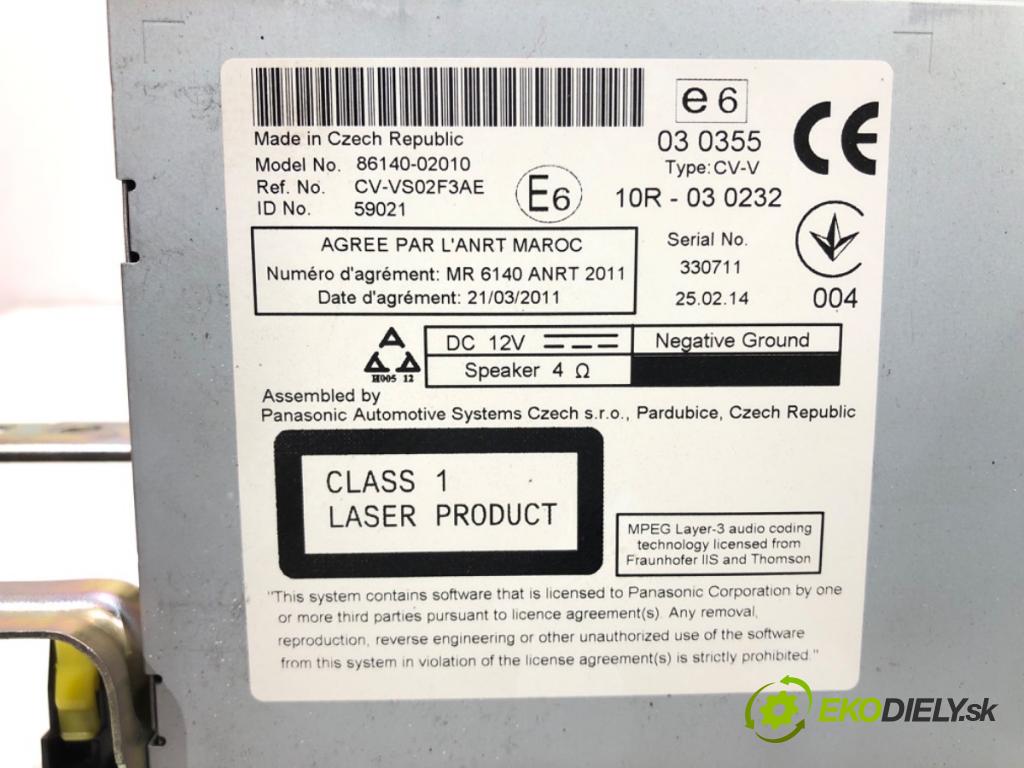 Made in Czech Republic
Model No. 86140-02010
Ref. No. CV-VS02F3AE
ID No. 59021
E6
e6
03 0355
Type:CV-V
10R - 03 0232
CE
AGREE PAR L'ANRT MAROC
Numéro d'agrément: MR 6140 ANRT 2011
Date d'agrément: 21/03/2011
Serial No.
330711
25.02.14
004
H005 12
DC 12V
Negative Ground
Speaker 4 Ω
Assembled by
Panasonic Automotive Systems Czech s.r.o., Pardubice, Czech Republic
CLASS 1
LASER PRODUCT
MPEG Layer-3 audio coding
technology licensed from
Fraunhofer IIS and Thomson
"This system contains software that is licensed to Panasonic Corporation by one
or more third parties pursuant to licence agreement(s). Any removal,
reproduction, reverse engineering or other unauthorized use of the software
from this system in violation of the license agreement(s) is strictly prohibited."
EKODIELY.sk